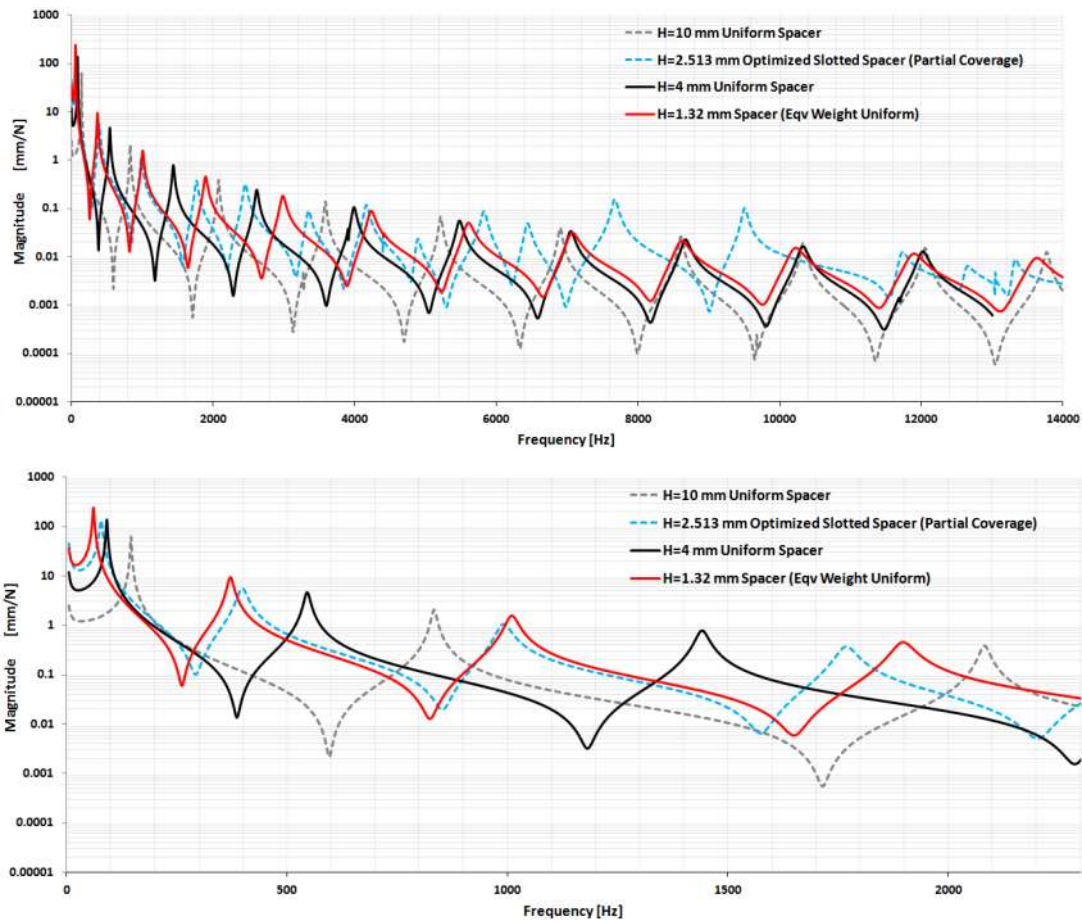 1000
100
10
1
0.1
0.01
0.001
0.0001
0.00001
Magnitude [mm/N]
H=10 mm Uniform Spacer
H=2.513 mm Optimized Slotted Spacer (Partial Coverage)
H=4 mm Uniform Spacer
H=1.32 mm Spacer (Eqv Weight Uniform)
0 2000 4000 6000 8000 10000 12000 14000
Frequency [Hz]
1000
100
10
1
0.1
0.01
0.001
0.0001
0.00001
Magnitude [mm/N]
H=10 mm Uniform Spacer
H=2.513 mm Optimized Slotted Spacer (Partial Coverage)
H=4 mm Uniform Spacer
H=1.32 mm Spacer (Eqv Weight Uniform)
0 500 1000 1500 2000
Frequency [Hz]